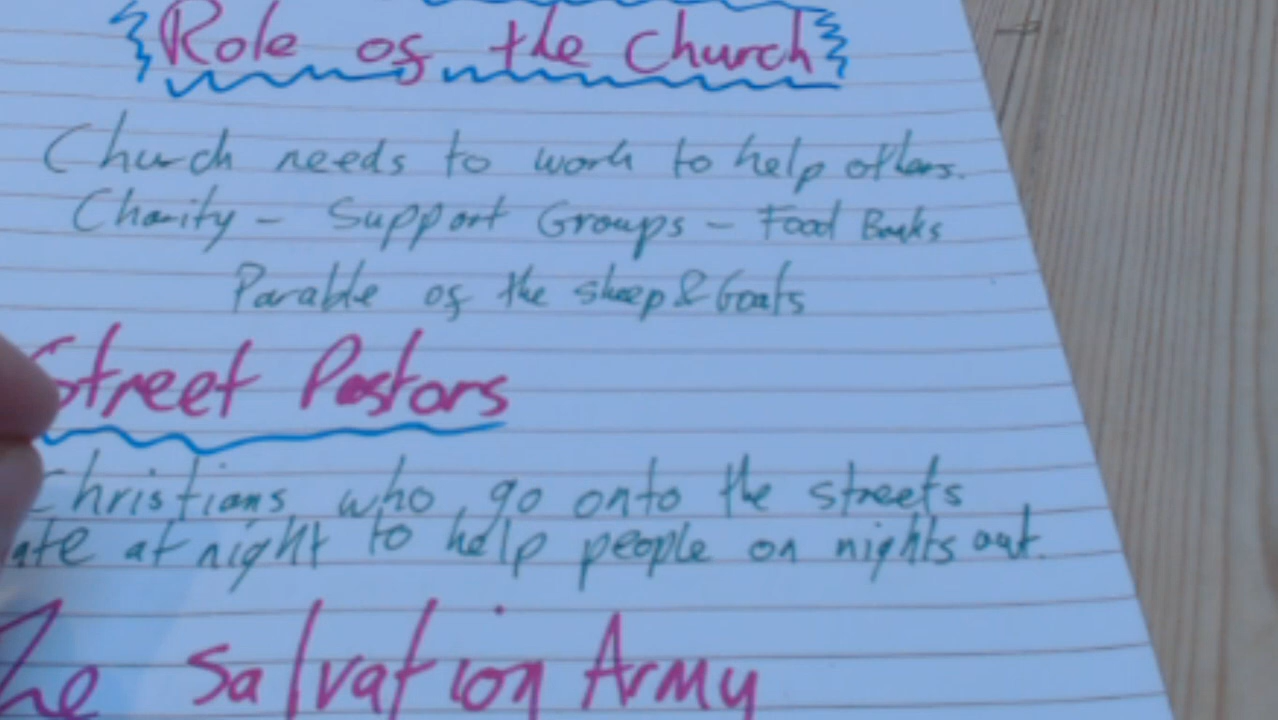 Role of the Church
Church needs to work to help others.
Charity - Support Groups - Food Banks
Parable of the sheep & Goats
Street Pastors
Christians who go onto the streets
late at night to help people on nights out.
The Salvation Army